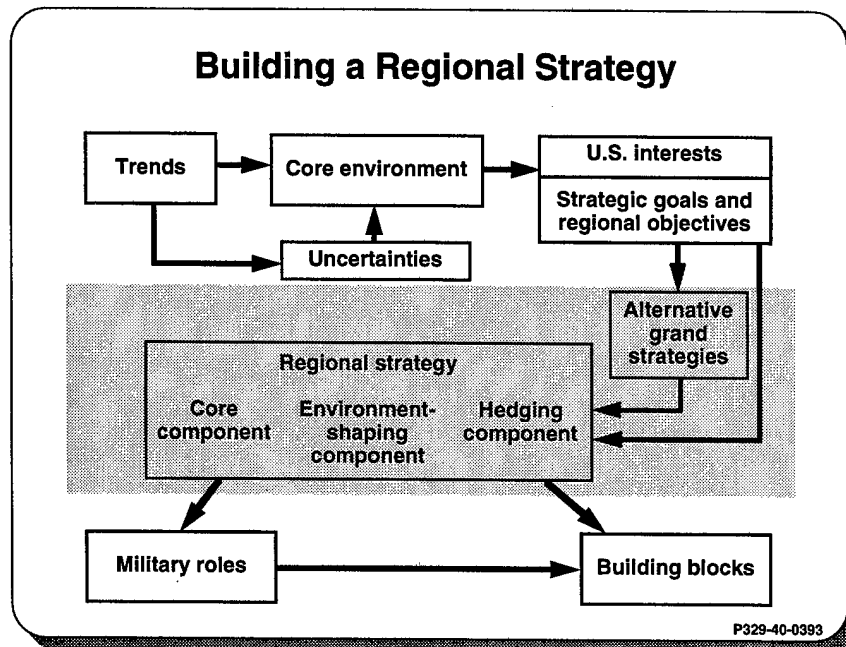 Building a Regional Strategy
Trends
Core environment
U.S. interests
Strategic goals and
regional objectives
Uncertainties
Alternative
grand
strategies
Regional strategy
Core
component
Environment-
shaping
component
Hedging
component
Military roles
Building blocks
P329-40-0393